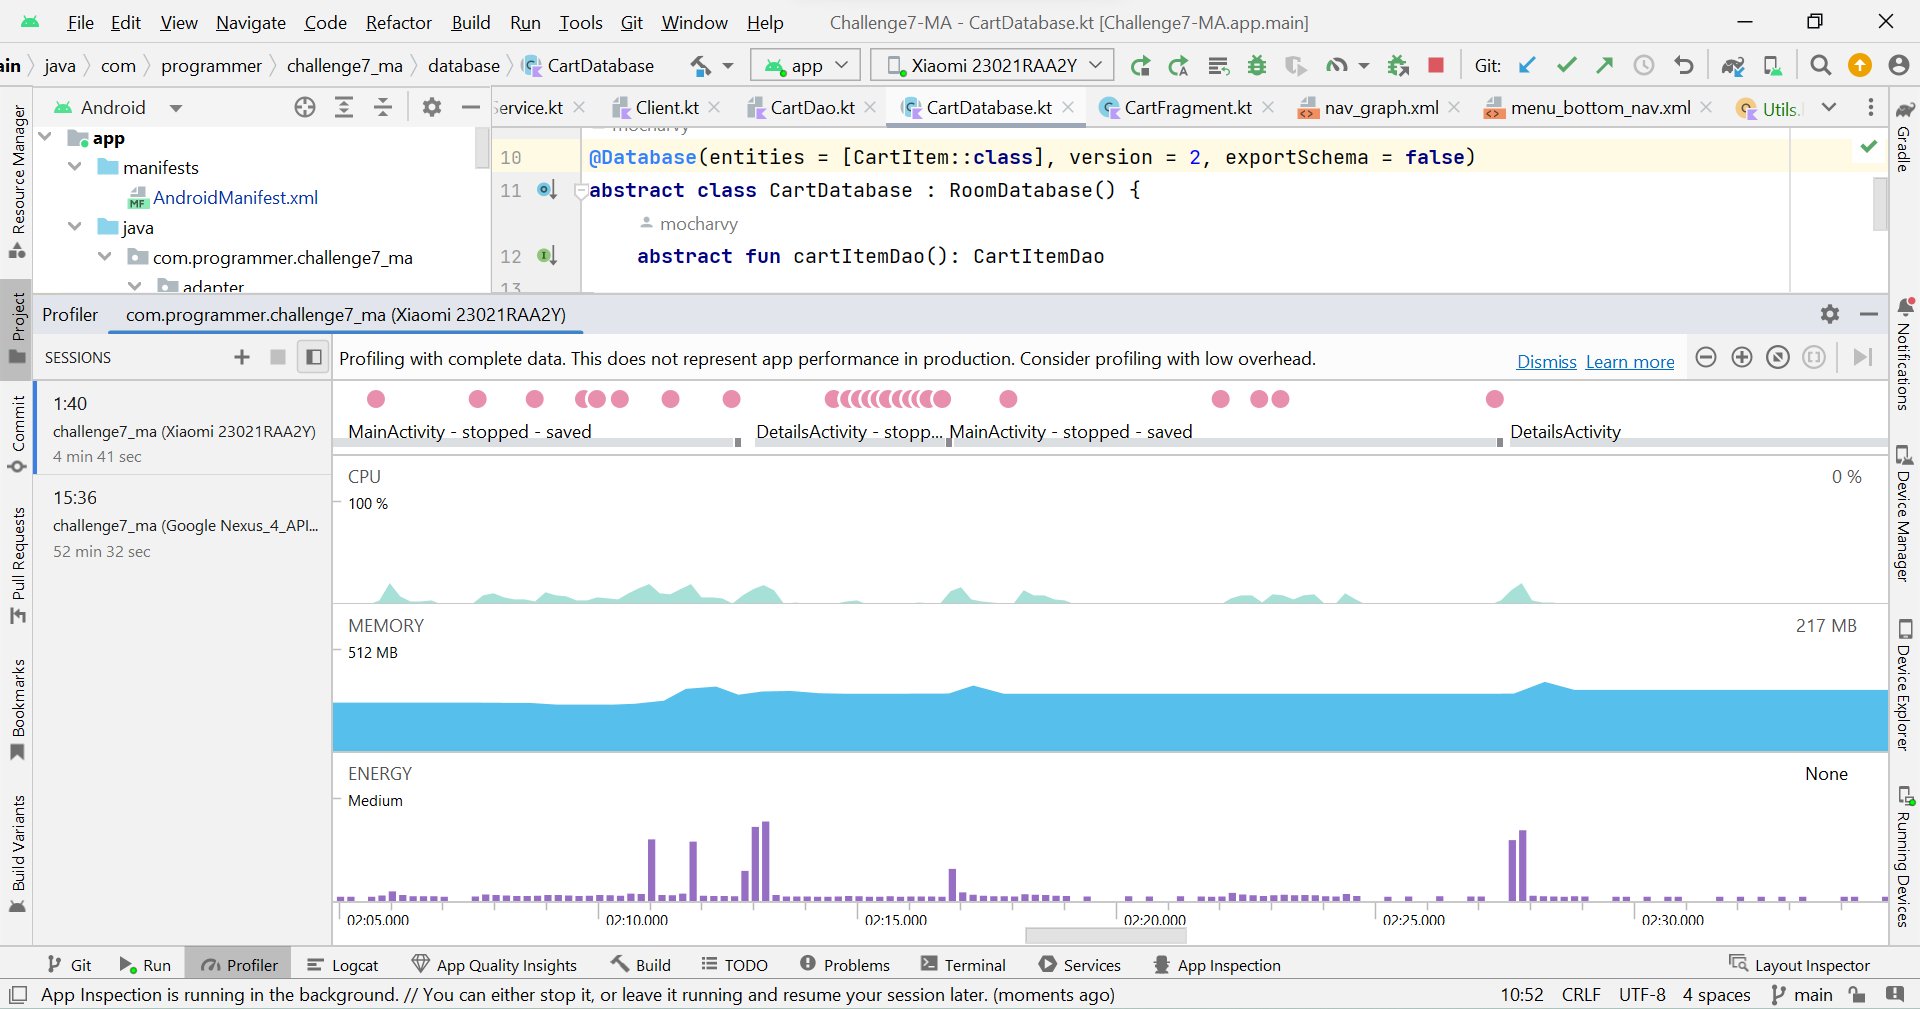 File Edit View Navigate Code Refactor Build Run Tools Git Window Help Challenge7-MA - CartDatabase.kt [Challenge7-MA.app.main]
ain java com programmer challenge7_ma database CartDatabase app Xiaomi 23021RAA2Y Git:
Android
Service.kt Client.kt CartDao.kt CartDatabase.kt CartFragment.kt nav_graph.xml menu_bottom_nav.xml Utils.
app
manifests
MF AndroidManifest.xml
java
com.programmer.challenge7_ma
adapter
mocharvy
10 @Database(entities = [CartItem::class], version = 2, exportSchema = false)
11 abstract class CartDatabase : RoomDatabase() {
mocharvy
12 abstract fun cartItemDao(): CartItemDao
13
Resource Manager
Project
Commit
Pull Requests
Bookmarks
Build Variants
Profiler com.programmer.challenge7_ma (Xiaomi 23021RAA2Y)
SESSIONS
Profiling with complete data. This does not represent app performance in production. Consider profiling with low overhead. Dismiss Learn more
1:40
challenge7_ma (Xiaomi 23021RAA2Y)
4 min 41 sec
15:36
challenge7_ma (Google Nexus_4_API...
52 min 32 sec
MainActivity - stopped - saved DetailsActivity - stopp... MainActivity - stopped - saved DetailsActivity
CPU 0 %
100 %
MEMORY 217 MB
512 MB
ENERGY None
Medium
02:05.000 02:10.000 02:15.000 02:20.000 02:25.000 02:30.000
Gradle
Notifications
Device Manager
Device Explorer
Running Devices
Git Run Profiler Logcat App Quality Insights Build TODO Problems Terminal Services App Inspection Layout Inspector
App Inspection is running in the background. // You can either stop it, or leave it running and resume your session later. (moments ago) 10:52 CRLF UTF-8 4 spaces main